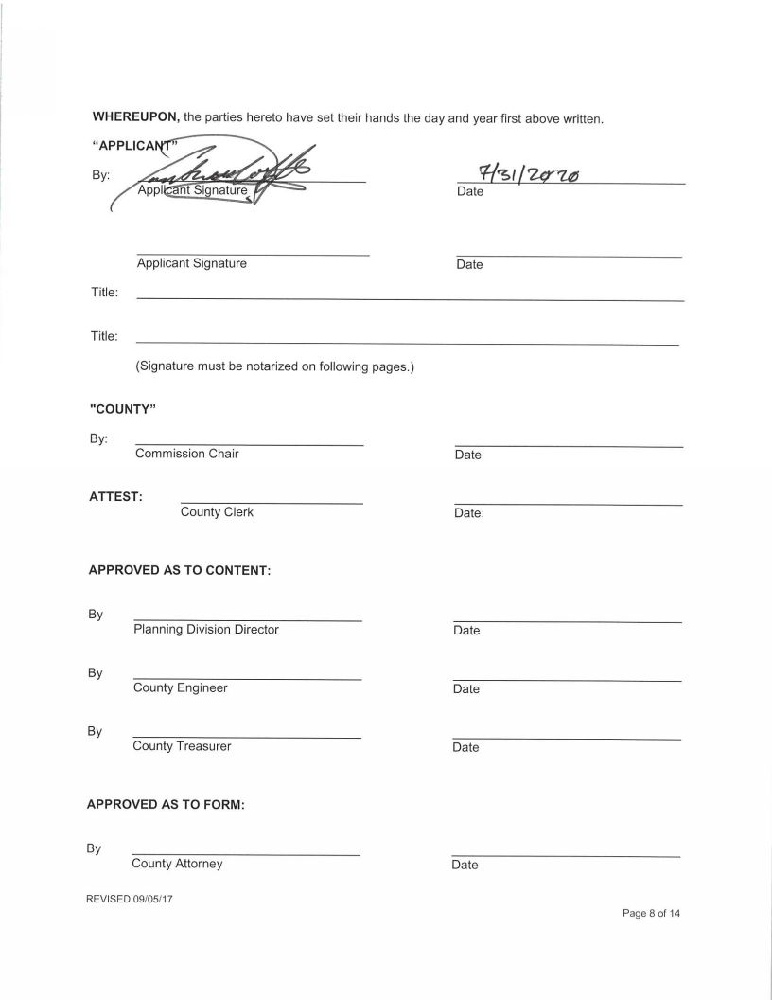 WHEREUPON, the parties hereto have set their hands the day and year first above written.
“APPLICANT”
By: 7/31/2020
Applicant Signature Date
Applicant Signature Date
Title:
Title:
(Signature must be notarized on following pages.)
"COUNTY”
By:
Commission Chair Date
ATTEST:
County Clerk Date:
APPROVED AS TO CONTENT:
By
Planning Division Director Date
By
County Engineer Date
By
County Treasurer Date
APPROVED AS TO FORM:
By
County Attorney Date
REVISED 09/05/17
Page 8 of 14